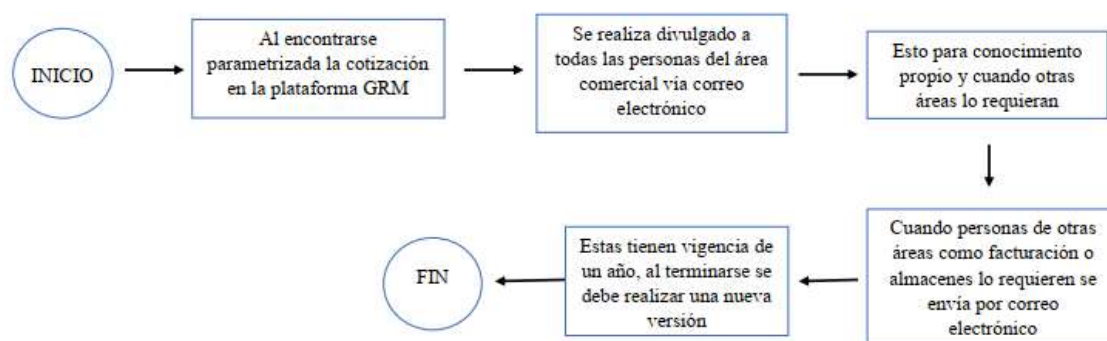 INICIO
Al encontrarse
parametrizada la cotización
en la plataforma GRM
Se realiza divulgado a
todas las personas del área
comercial vía correo
electrónico
Esto para conocimiento
propio y cuando otras
áreas lo requieran
Cuando personas de otras
áreas como facturación o
almacenes lo requieren se
envía por correo
electrónico
Estas tienen vigencia de
un año, al terminarse se
debe realizar una nueva
versión
FIN